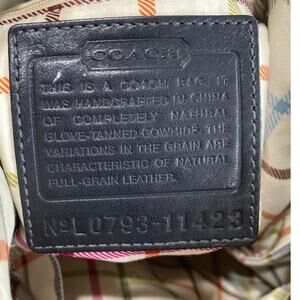 COACH
THIS IS A COACH BAG. IT
WAS HANDCRAFTED IN CHINA
OF COMPLETELY NATURAL
GLOVE-TANNED COWHIDE. THE
VARIATIONS IN THE GRAIN ARE
CHARACTERISTIC OF NATURAL
FULL-GRAIN LEATHER.
Nº L0793-11423